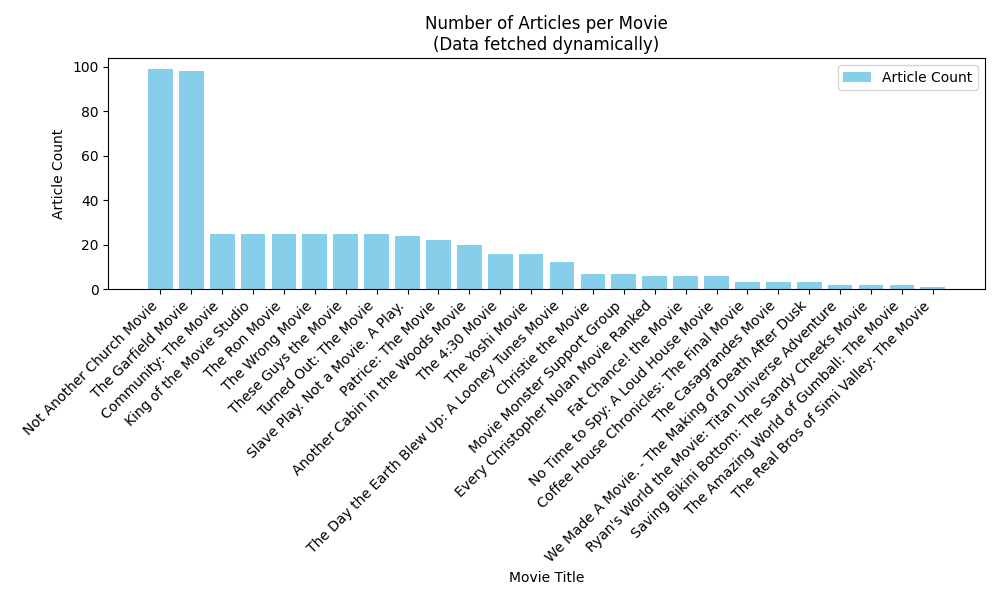 Number of Articles per Movie
(Data fetched dynamically)
Article Count
100
80
60
40
20
0
Article Count
Not Another Church Movie
The Garfield Movie
Community: The Movie
King of the Movie Studio
The Ron Movie
The Wrong Movie
These Guys the Movie
Turned Out: The Movie
Slave Play. Not a Movie. A Play.
Patrice: The Movie
Another Cabin in the Woods Movie
The 4:30 Movie
The Yoshi Movie
The Day the Earth Blew Up: A Looney Tunes Movie
Christie the Movie
Movie Monster Support Group
Every Christopher Nolan Movie Ranked
Fat Chance! the Movie
No Time to Spy: A Loud House Movie
Coffee House Chronicles: The Final Movie
The Casagrandes Movie
We Made A Movie. - The Making of Death After Dusk
Ryan's World the Movie: Titan Universe Adventure
Saving Bikini Bottom: The Sandy Cheeks Movie
The Amazing World of Gumball: The Movie
The Real Bros of Simi Valley: The Movie
Movie Title